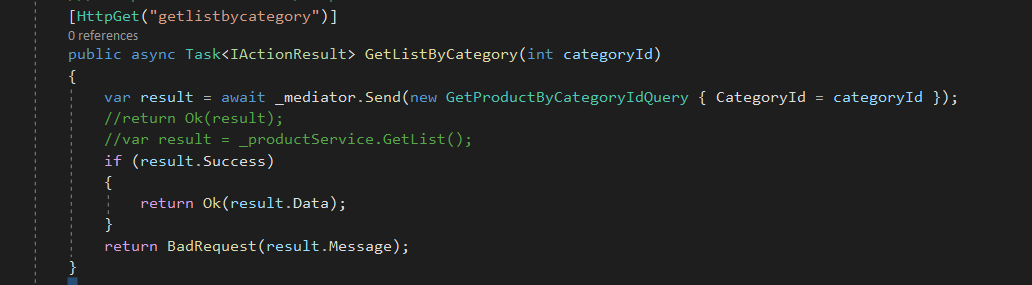 [HttpGet("getlistbycategory")]
0 references
public async Task<IActionResult> GetListByCategory(int categoryId)
{
var result = await _mediator.Send(new GetProductByCategoryIdQuery { CategoryId = categoryId });
//return Ok(result);
//var result = _productService.GetList();
if (result.Success)
{
return Ok(result.Data);
}
return BadRequest(result.Message);
}